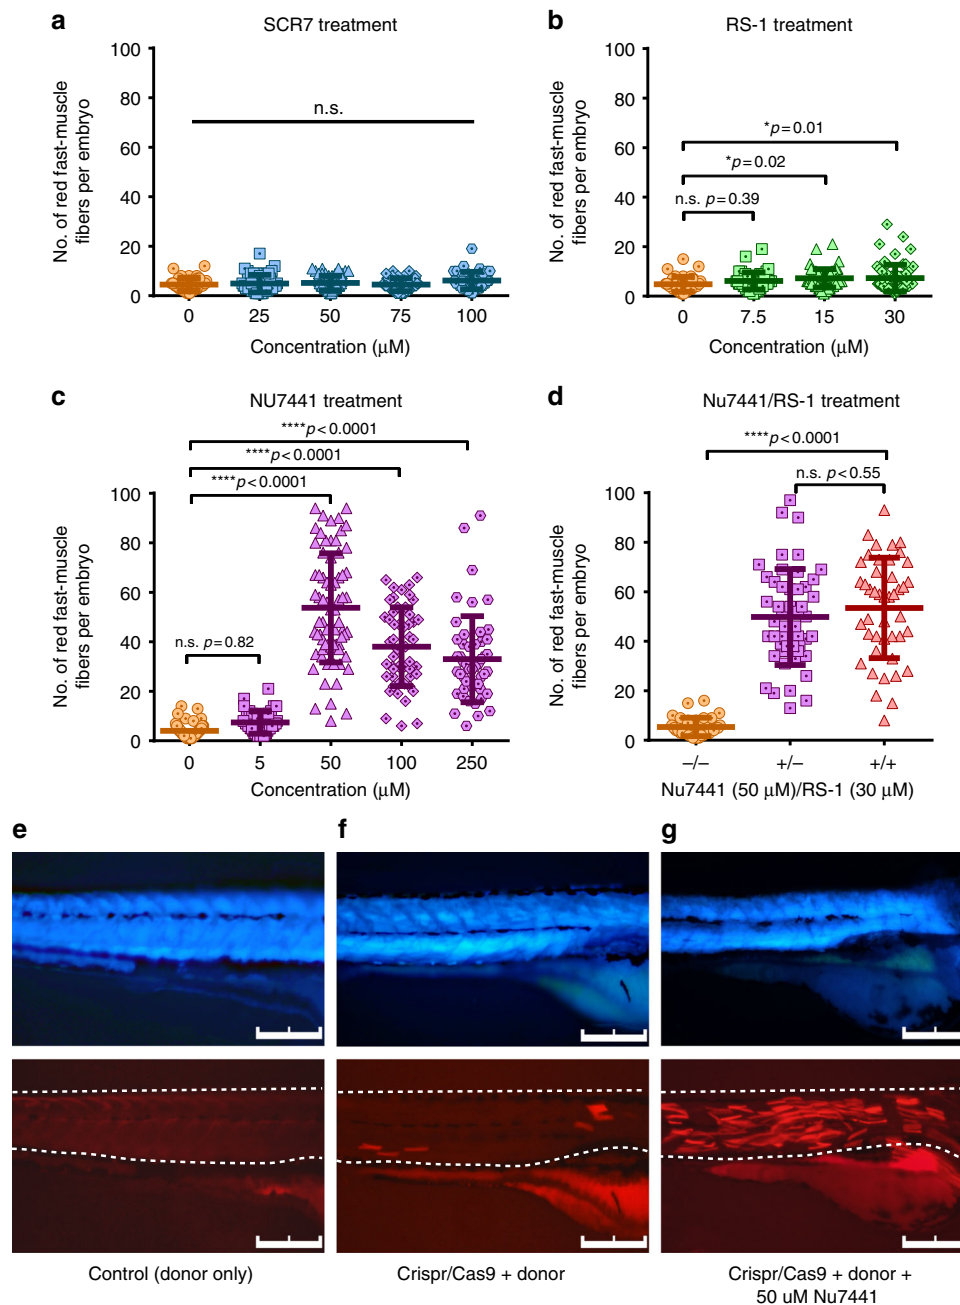 a
SCR7 treatment
No. of red fast-muscle
fibers per embryo
100
80
60
40
20
0
n.s.
0 25 50 75 100
Concentration (μM)
b
RS-1 treatment
No. of red fast-muscle
fibers per embryo
100
80
60
40
20
0
*p = 0.01
*p = 0.02
n.s. p = 0.39
0 7.5 15 30
Concentration (μM)
c
NU7441 treatment
****p < 0.0001
****p < 0.0001
****p < 0.0001
No. of red fast-muscle
fibers per embryo
100
80
60
40
20
0
n.s. p = 0.82
0 5 50 100 250
Concentration (μM)
d
Nu7441/RS-1 treatment
****p < 0.0001
n.s. p < 0.55
No. of red fast-muscle
fibers per embryo
100
80
60
40
20
0
–/– +/– +/+
Nu7441 (50 μM)/RS-1 (30 μM)
e
f
g
Control (donor only)
Crispr/Cas9 + donor
Crispr/Cas9 + donor +
50 uM Nu7441